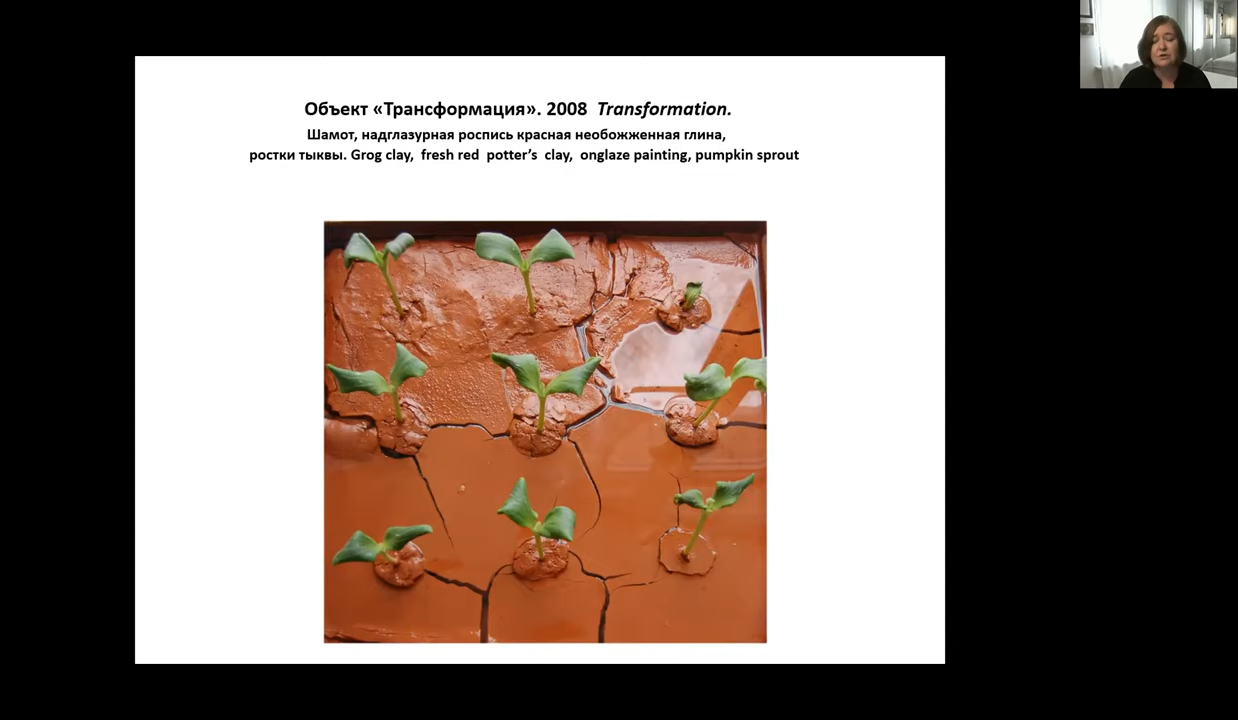 Объект «Трансформация». 2008 Transformation.
Шамот, надглазурная роспись красная необожженная глина,
ростки тыквы. Grog clay, fresh red potter’s clay, onglaze painting, pumpkin sprout